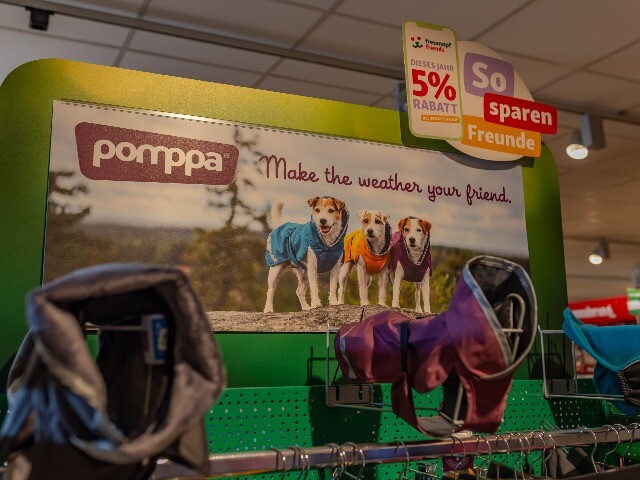 fressnapf
friends
DIESES JAHR
5%
RABATT
So
sparen
Freunde
pomppa
Make the weather your friend.